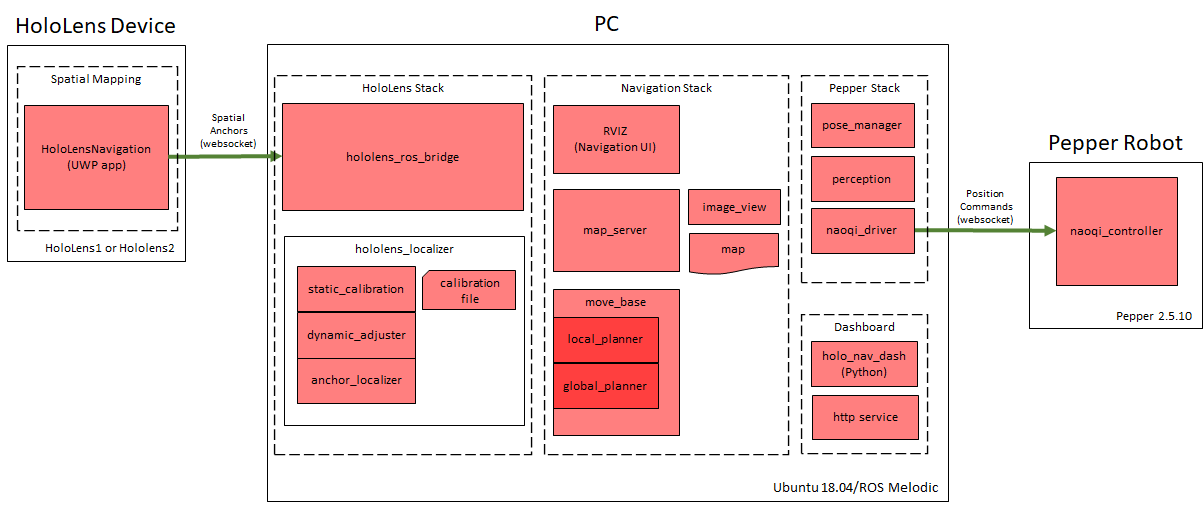 HoloLens Device
Spatial Mapping
HoloLensNavigation
(UWP app)
HoloLens1 or Hololens2
Spatial
Anchors
(websocket)
PC
HoloLens Stack
hololens_ros_bridge
hololens_localizer
static_calibration
calibration
file
dynamic_adjuster
anchor_localizer
Navigation Stack
RVIZ
(Navigation UI)
map_server
image_view
map
move_base
local_planner
global_planner
Pepper Stack
pose_manager
perception
naoqi_driver
Dashboard
holo_nav_dash
(Python)
http service
Ubuntu 18.04/ROS Melodic
Position
Commands
(websocket)
Pepper Robot
naoqi_controller
Pepper 2.5.10